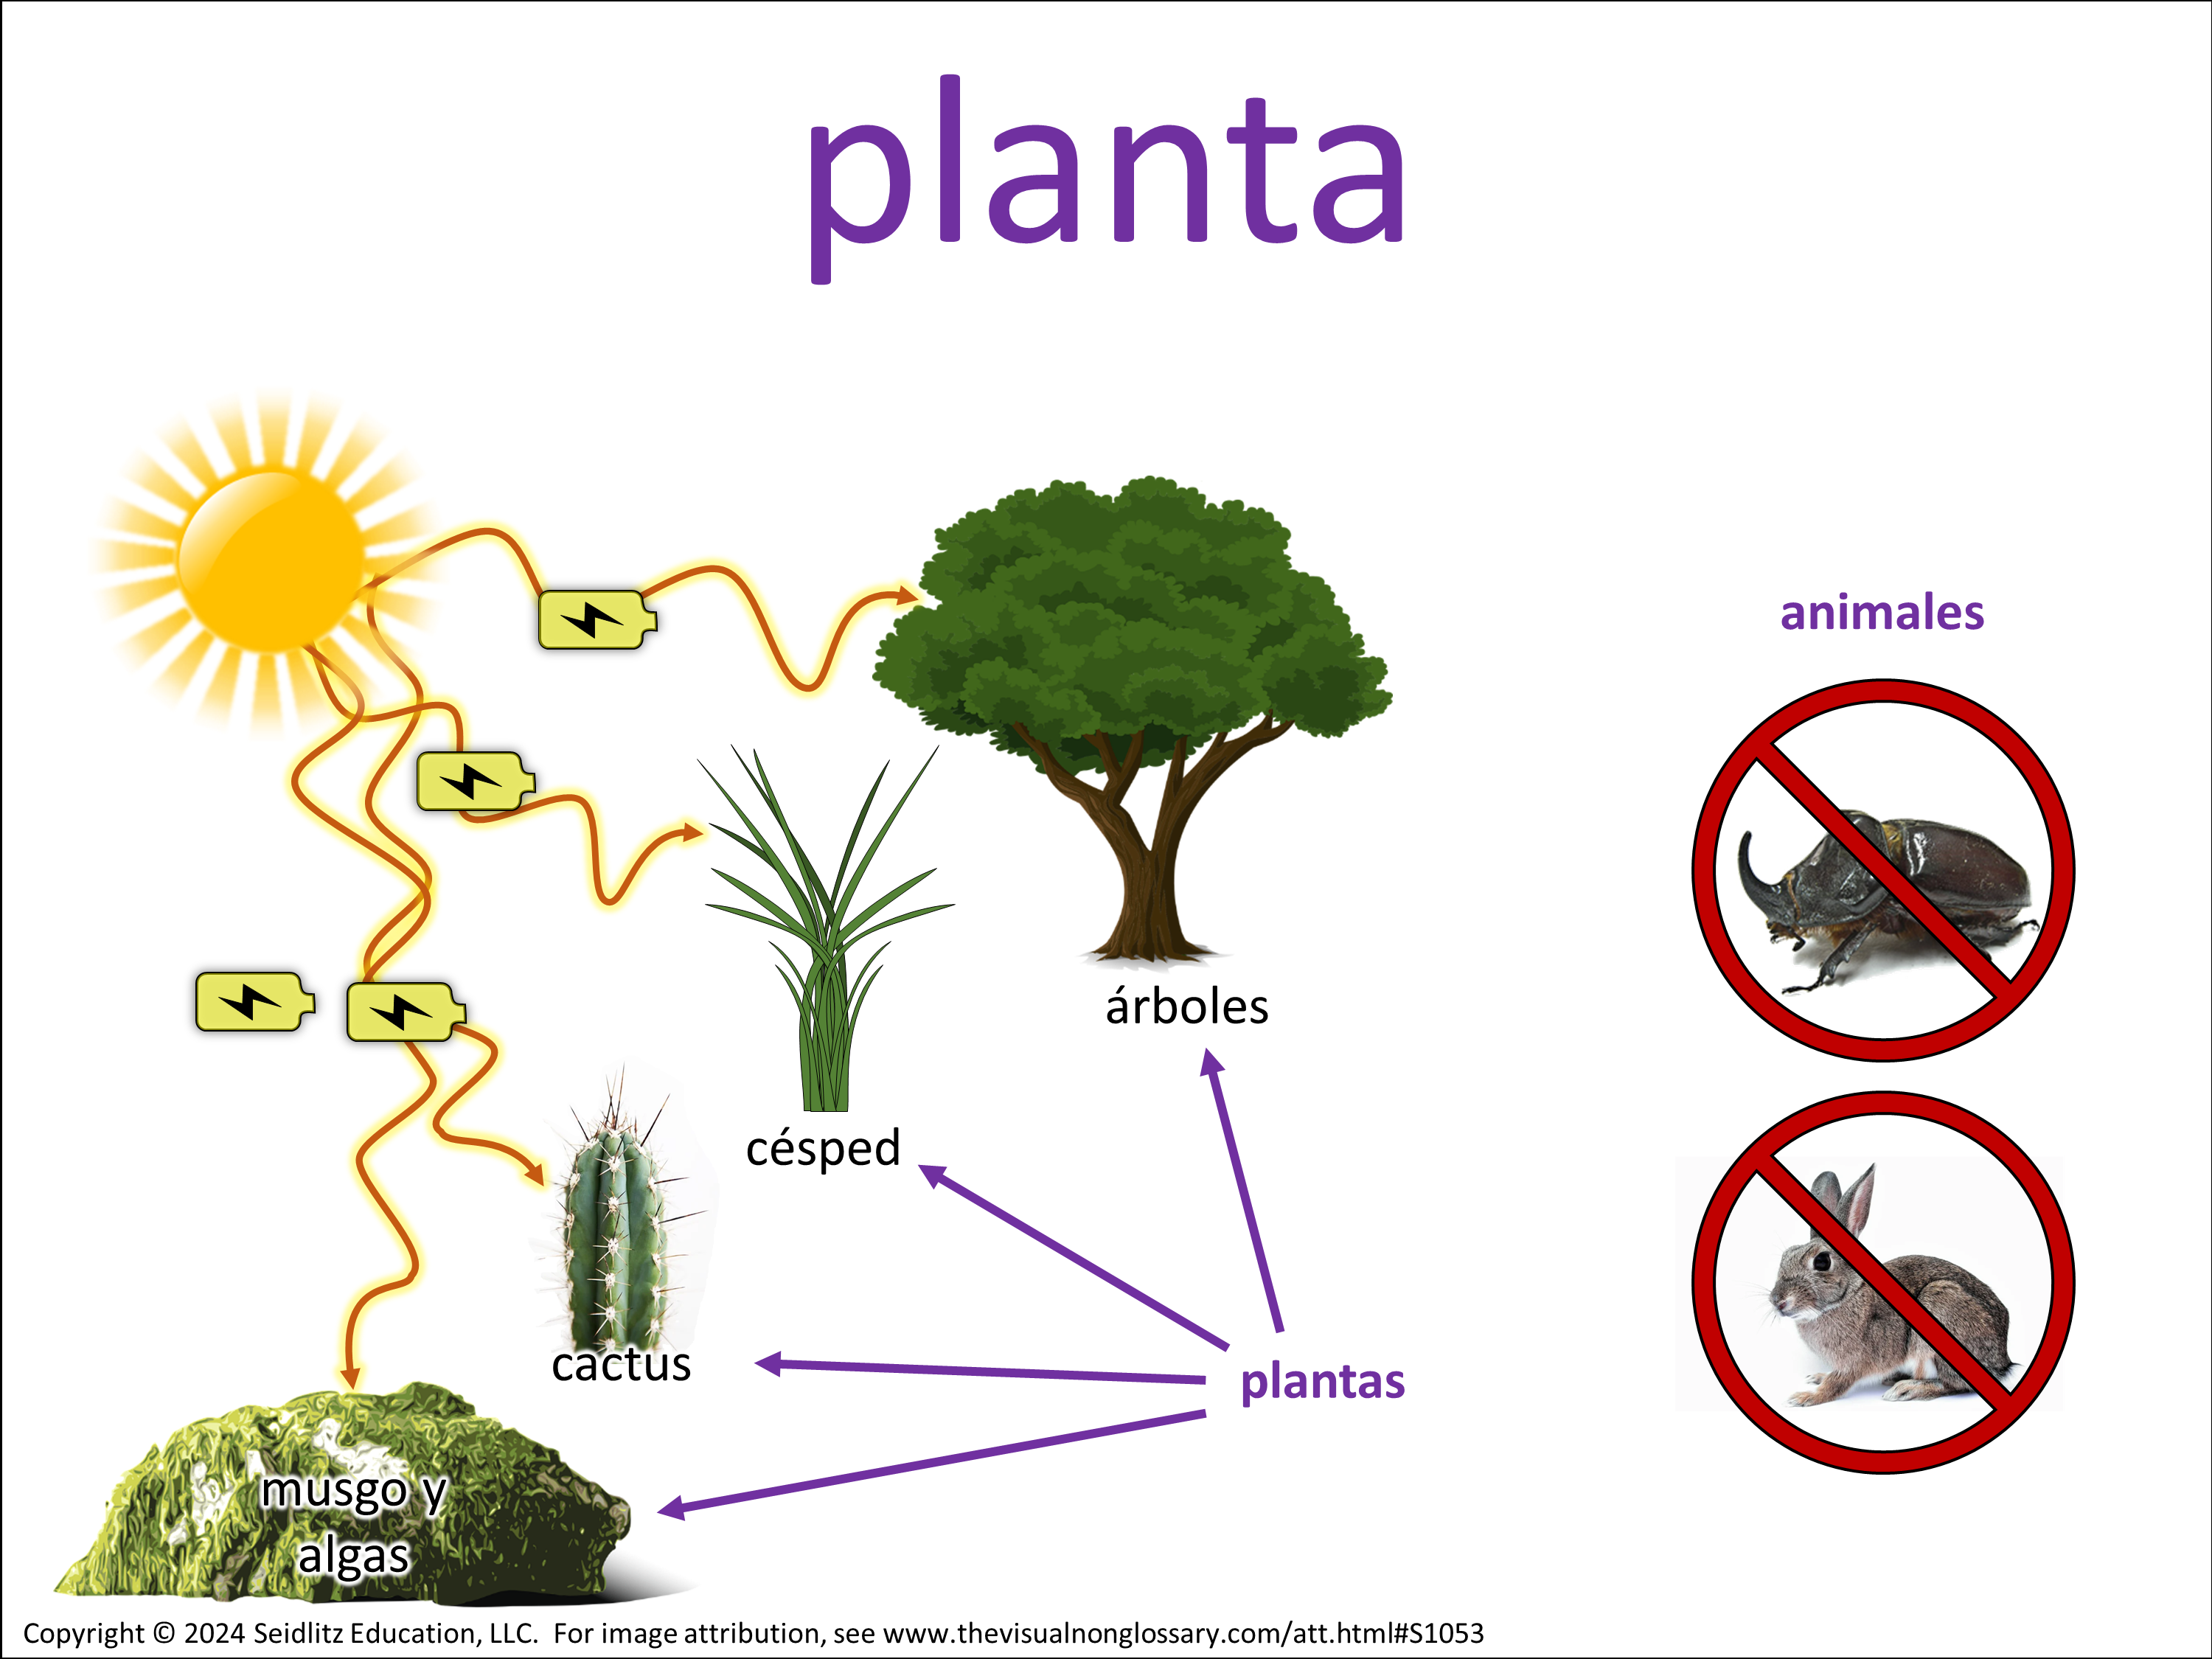 planta
animales
árboles
césped
cactus
plantas
musgo y
algas
Copyright © 2024 Seidlitz Education, LLC.  For image attribution, see www.thevisualnonglossary.com/att.html#S1053